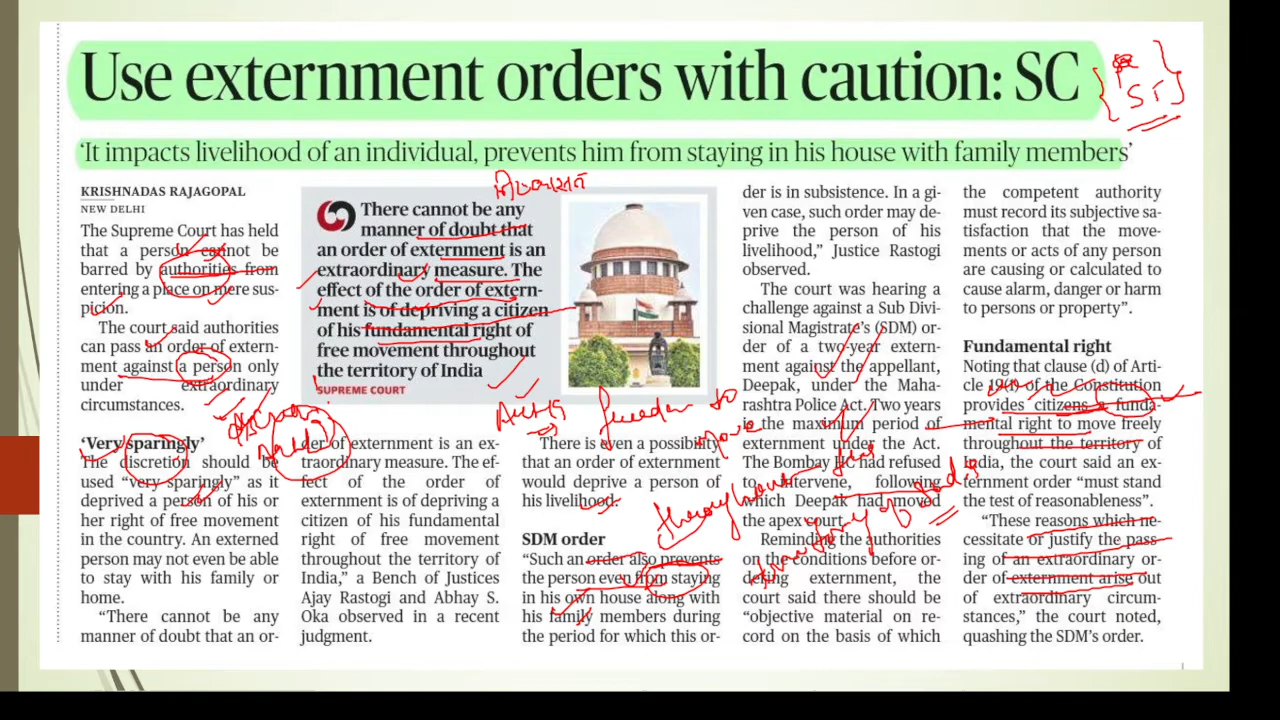 Use externment orders with caution: SC
‘It impacts livelihood of an individual, prevents him from staying in his house with family members’
KRISHNADAS RAJAGOPAL
NEW DELHI
The Supreme Court has held
that a person cannot be
barred by authorities from
entering a place on mere sus-
picion.
The court said authorities
can pass an order of extern-
ment against a person only
under extraordinary
circumstances.
‘Very sparingly’
The discretion should be
used “very sparingly” as it
deprived a person of his or
her right of free movement
in the country. An externed
person may not even be able
to stay with his family or
home.
“There cannot be any
manner of doubt that an or-
There cannot be any
manner of doubt that
an order of externment is an
extraordinary measure. The
effect of the order of extern-
ment is of depriving a citizen
of his fundamental right of
free movement throughout
the territory of India
SUPREME COURT
der of externment is an ex-
traordinary measure. The ef-
fect of the order of
externment is of depriving a
citizen of his fundamental
right of free movement
throughout the territory of
India,” a Bench of Justices
Ajay Rastogi and Abhay S.
Oka observed in a recent
judgment.
There is even a possibility
that an order of externment
would deprive a person of
his livelihood.
SDM order
“Such an order also prevents
the person even from staying
in his own house along with
his family members during
the period for which this or-
der is in subsistence. In a gi-
ven case, such order may de-
prive the person of his
livelihood,” Justice Rastogi
observed.
The court was hearing a
challenge against a Sub Divi-
sional Magistrate’s (SDM) or-
der of a two-year extern-
ment against the appellant,
Deepak, under the Maha-
rashtra Police Act. Two years
is the maximum period of
externment under the Act.
The Bombay HC had refused
to intervene, following
which Deepak had moved
the apex court.
Reminding the authorities
on the conditions before or-
dering externment, the
court said there should be
“objective material on re-
cord on the basis of which
the competent authority
must record its subjective sa-
tisfaction that the move-
ments or acts of any person
are causing or calculated to
cause alarm, danger or harm
to persons or property”.
Fundamental right
Noting that clause (d) of Arti-
cle 19(1) of the Constitution
provides citizens a funda-
mental right to move freely
throughout the territory of
India, the court said an ex-
ternment order “must stand
the test of reasonableness”.
“These reasons which ne-
cessitate or justify the pass-
ing of an extraordinary or-
der of externment arise out
of extraordinary circum-
stances,” the court noted,
quashing the SDM’s order.
freedom to
move
throughout the
territory of India